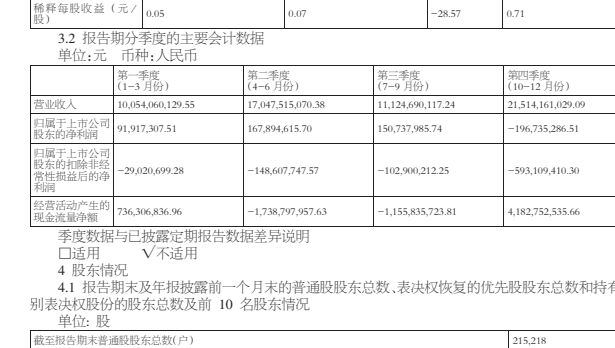 稀释每股收益（元／股） 0.05 0.07 −28.57 0.71
3.2 报告期分季度的主要会计数据
单位：元 币种：人民币
第一季度（1−3 月份） 第二季度（4−6 月份） 第三季度（7−9 月份） 第四季度（10−12 月份）
营业收入 10,054,060,129.55 17,047,515,070.38 11,124,690,117.24 21,514,161,029.09
归属于上市公司股东的净利润 91,917,307.51 167,894,615.70 150,737,985.74 −196,735,286.51
归属于上市公司股东的扣除非经常性损益后的净利润 −29,020,699.28 −148,607,747.57 −102,900,212.25 −593,109,410.30
经营活动产生的现金流量净额 736,306,836.96 −1,738,797,957.63 −1,155,835,723.81 4,182,752,535.66
季度数据与已披露定期报告数据差异说明
□适用 √不适用
4 股东情况
4.1 报告期末及年报披露前一个月末的普通股股东总数、表决权恢复的优先股股东总数和持有
别表决权股份的股东总数及前 10 名股东情况
单位: 股
截至报告期末普通股股东总数(户) 215,218